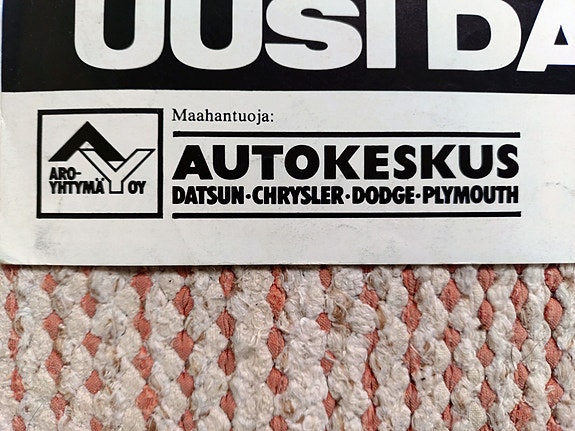 UUSI DA
Maahantuoja:
AUTOKESKUS
DATSUN·CHRYSLER·DODGE·PLYMOUTH
ARO-
YHTYMÄ OY